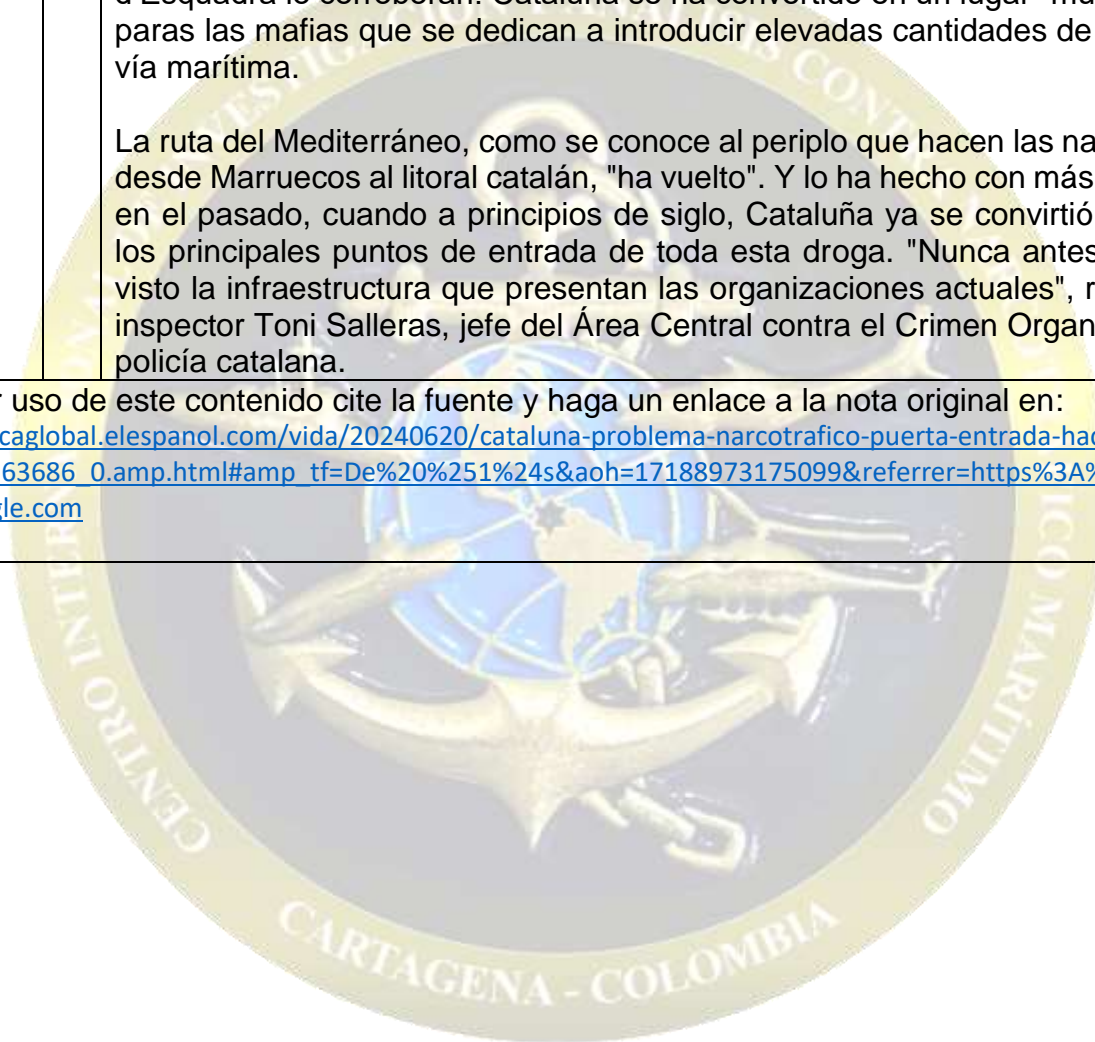 d'Esquadra lo corroboran. Cataluña se ha convertido en un lugar "mu
paras las mafias que se dedican a introducir elevadas cantidades de
vía marítima.
La ruta del Mediterráneo, como se conoce al periplo que hacen las na
desde Marruecos al litoral catalán, "ha vuelto". Y lo ha hecho con más
en el pasado, cuando a principios de siglo, Cataluña ya se convirtió
los principales puntos de entrada de toda esta droga. "Nunca antes
visto la infraestructura que presentan las organizaciones actuales", r
inspector Toni Salleras, jefe del Área Central contra el Crimen Organ
policía catalana.
r uso de este contenido cite la fuente y haga un enlace a la nota original en:
caglobal.elespanol.com/vida/20240620/cataluna-problema-narcotrafico-puerta-entrada-hac
63686_0.amp.html#amp_tf=De%20%251%24s&aoh=17188973175099&referrer=https%3A%
gle.com
CENTRO INTER
ICO MARÍTIMO
CARTAGENA - COLOMBIA